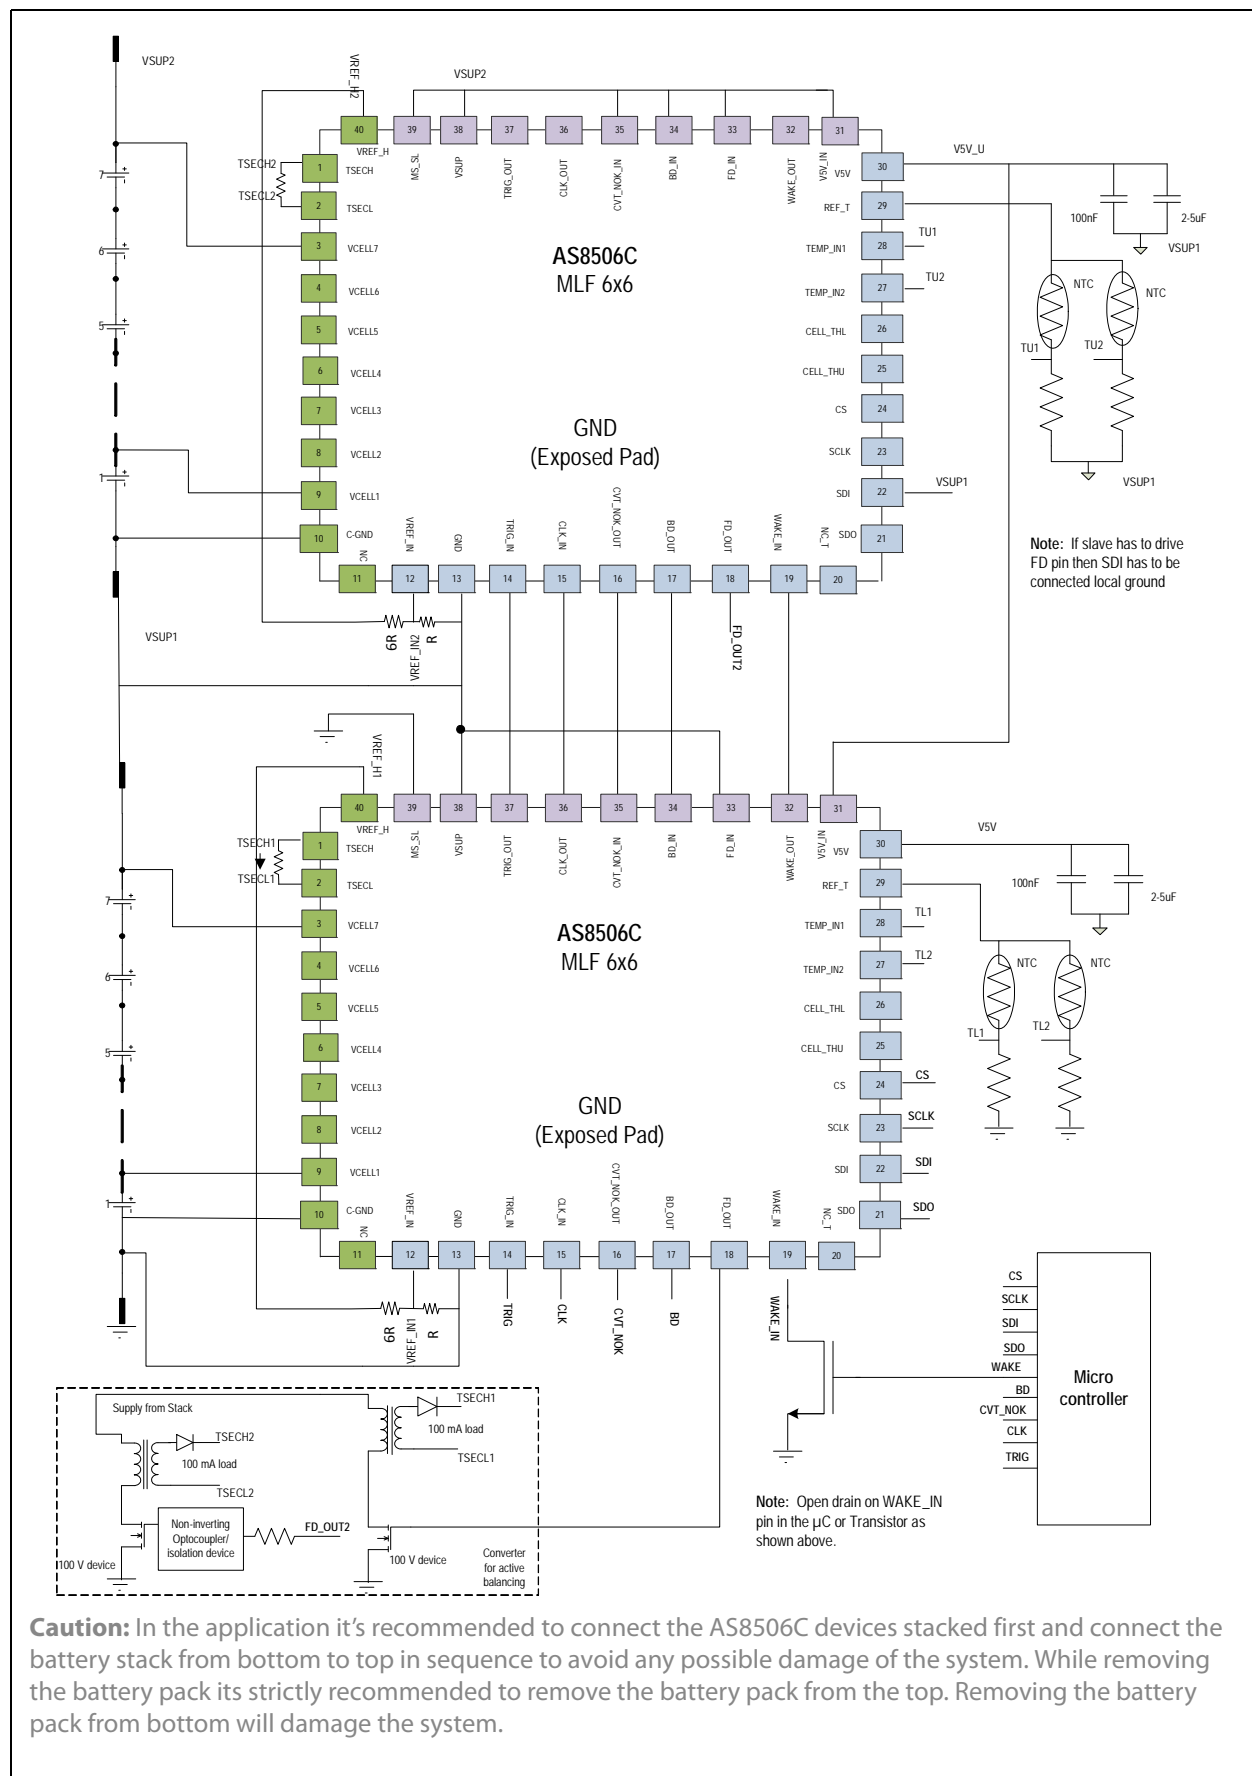 VSUP2
VREF_H2
VSUP2
40
39
38
37
36
35
34
33
32
31
VREF_H
MS_SL
VSUP
TRIG_OUT
CLK_OUT
CVT_NOK_IN
BD_IN
FD_IN
WAKE_OUT
V5V_IN
V5V
30
V5V_U
TSECH2
1
TSECH
TSECL2
2
TSECL
REF_T
29
100nF
2-5uF
VSUP1
7
3
VCELL7
AS8506C
MLF 6x6
TEMP_IN1
28
TU1
6
4
VCELL6
TEMP_IN2
27
TU2
NTC
NTC
5
5
VCELL5
CELL_THL
26
TU1
TU2
6
VCELL4
CELL_THU
25
7
VCELL3
GND
(Exposed Pad)
CS
24
8
VCELL2
SCLK
23
1
9
VCELL1
SDI
22
VSUP1
VSUP1
10
C-GND
NC
VREF_IN
GND
TRIG_IN
CLK_IN
CVT_NOK_OUT
BD_OUT
FD_OUT
WAKE_IN
NC_T
SDO
21
11
12
13
14
15
16
17
18
19
20
Note: If slave has to drive
FD pin then SDI has to be
connected local ground
VSUP1
6R
VREF_IN2
R
FD_OUT2
VREF_H1
40
39
38
37
36
35
34
33
32
31
VREF_H
MS_SL
VSUP
TRIG_OUT
CLK_OUT
CVT_NOK_IN
BD_IN
FD_IN
WAKE_OUT
V5V_IN
V5V
30
V5V
TSECH1
1
TSECH
TSECL1
2
TSECL
REF_T
29
100nF
2-5uF
7
3
VCELL7
AS8506C
MLF 6x6
TEMP_IN1
28
TL1
6
4
VCELL6
TEMP_IN2
27
TL2
NTC
NTC
5
5
VCELL5
CELL_THL
26
TL1
TL2
6
VCELL4
CELL_THU
25
7
VCELL3
GND
(Exposed Pad)
CS
24
CS
8
VCELL2
SCLK
23
SCLK
1
9
VCELL1
SDI
22
SDI
10
C-GND
NC
VREF_IN
GND
TRIG_IN
CLK_IN
CVT_NOK_OUT
BD_OUT
FD_OUT
WAKE_IN
NC_T
SDO
21
SDO
11
12
13
14
15
16
17
18
19
20
6R
VREF_IN1
R
TRIG
CLK
CVT_NOK
BD
WAKE_IN
CS
SCLK
SDI
SDO
WAKE
BD
CVT_NOK
CLK
TRIG
Micro
controller
Supply from Stack
TSECH2
100 mA load
TSECL2
TSECH1
100 mA load
TSECL1
Non-inverting
Optocoupler/
isolation device
FD_OUT2
100 V device
100 V device
Converter
for active
balancing
Note: Open drain on WAKE_IN
pin in the µC or Transistor as
shown above.
Caution: In the application it’s recommended to connect the AS8506C devices stacked first and connect the
battery stack from bottom to top in sequence to avoid any possible damage of the system. While removing
the battery pack its strictly recommended to remove the battery pack from the top. Removing the battery
pack from bottom will damage the system.